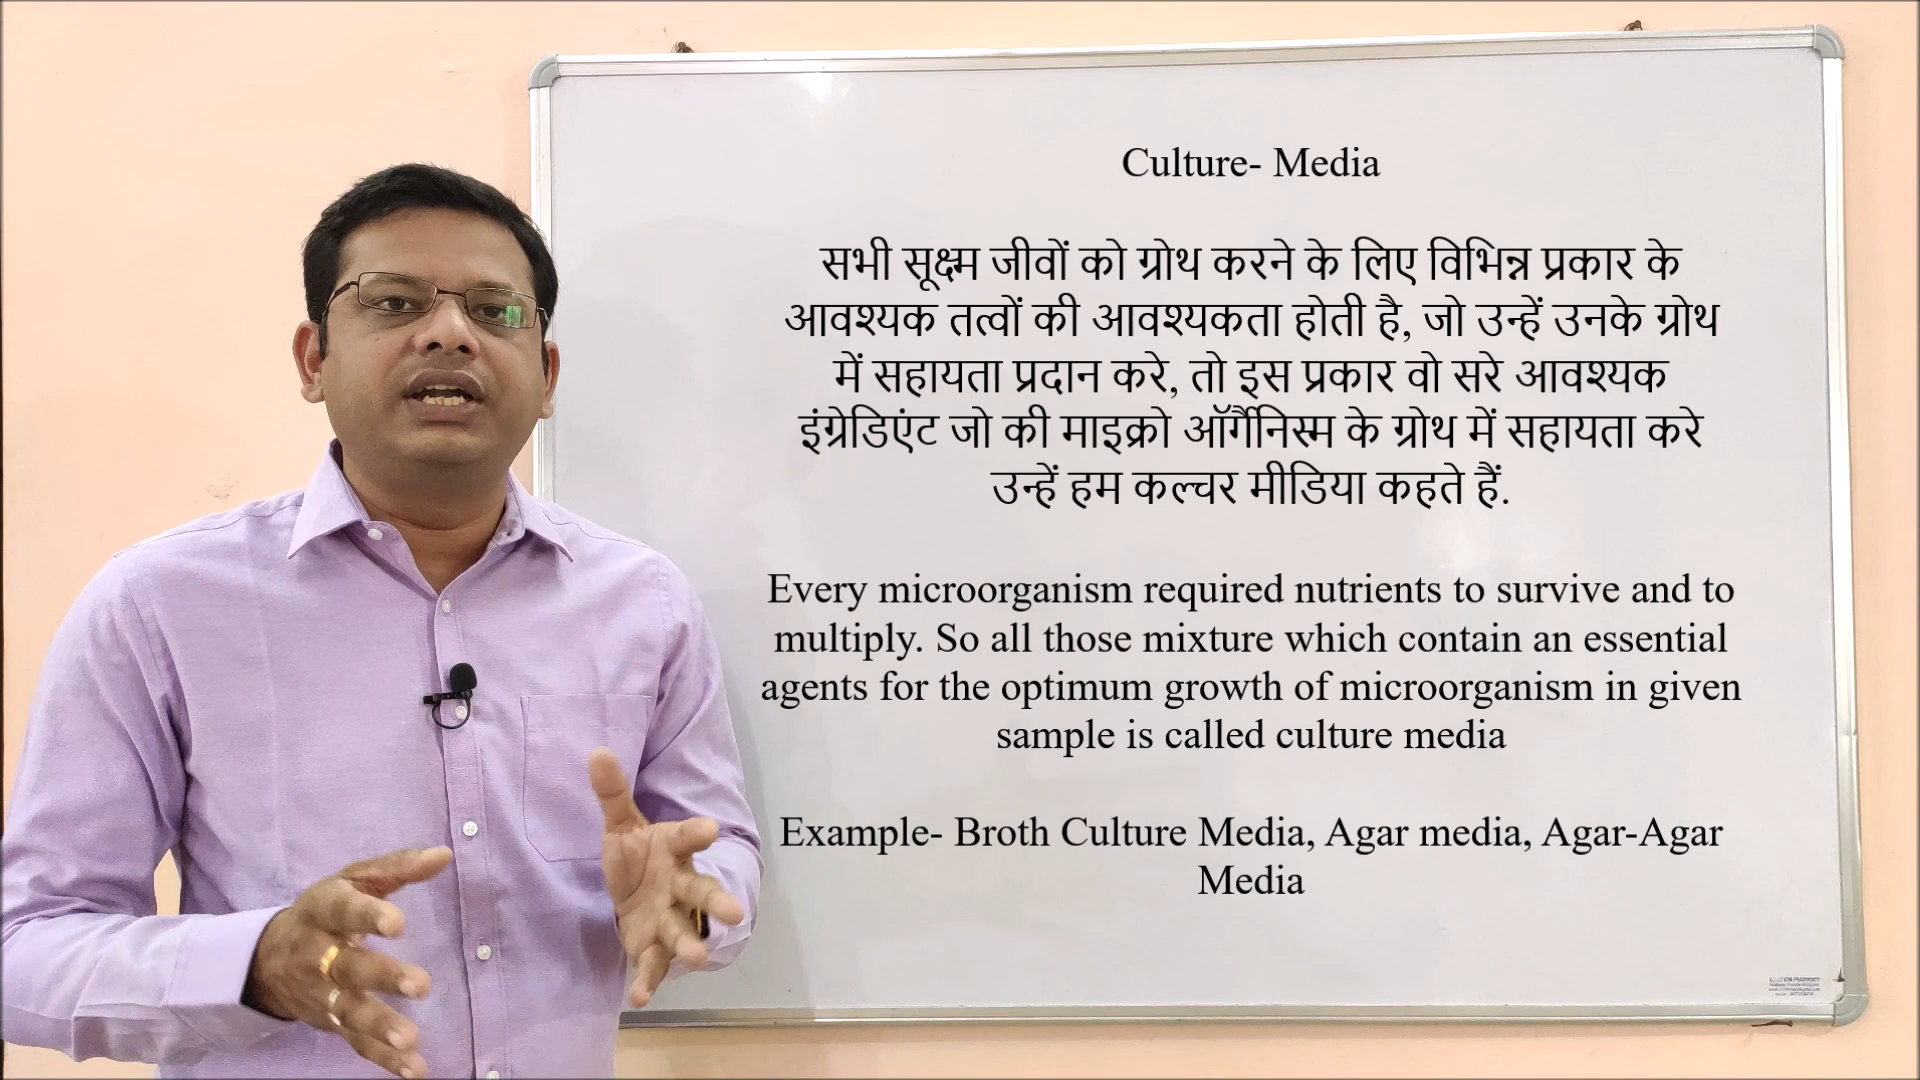 Culture- Media
सभी सूक्ष्म जीवों को ग्रोथ करने के लिए विभिन्न प्रकार के
आवश्यक तत्वों की आवश्यकता होती है, जो उन्हें उनके ग्रोथ
में सहायता प्रदान करे, तो इस प्रकार वो सरे आवश्यक
इंग्रेडिएंट जो की माइक्रो ऑर्गैनिस्म के ग्रोथ में सहायता करे
उन्हें हम कल्चर मीडिया कहते हैं.
Every microorganism required nutrients to survive and to
multiply. So all those mixture which contain an essential
agents for the optimum growth of microorganism in given
sample is called culture media
Example- Broth Culture Media, Agar media, Agar-Agar
Media